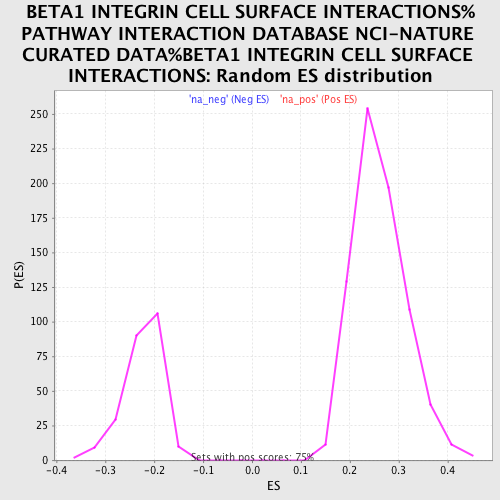 BETA1 INTEGRIN CELL SURFACE INTERACTIONS%
PATHWAY INTERACTION DATABASE NCI-NATURE
CURATED DATA%BETA1 INTEGRIN CELL SURFACE
INTERACTIONS: Random ES distribution
'na_neg' (Neg ES) 'na_pos' (Pos ES)
250
225
200
175
150
125
100
75
50
25
0
P(ES)
Sets with pos scores: 75%
-0.4 -0.3 -0.2 -0.1 0.0 0.1 0.2 0.3 0.4
ES